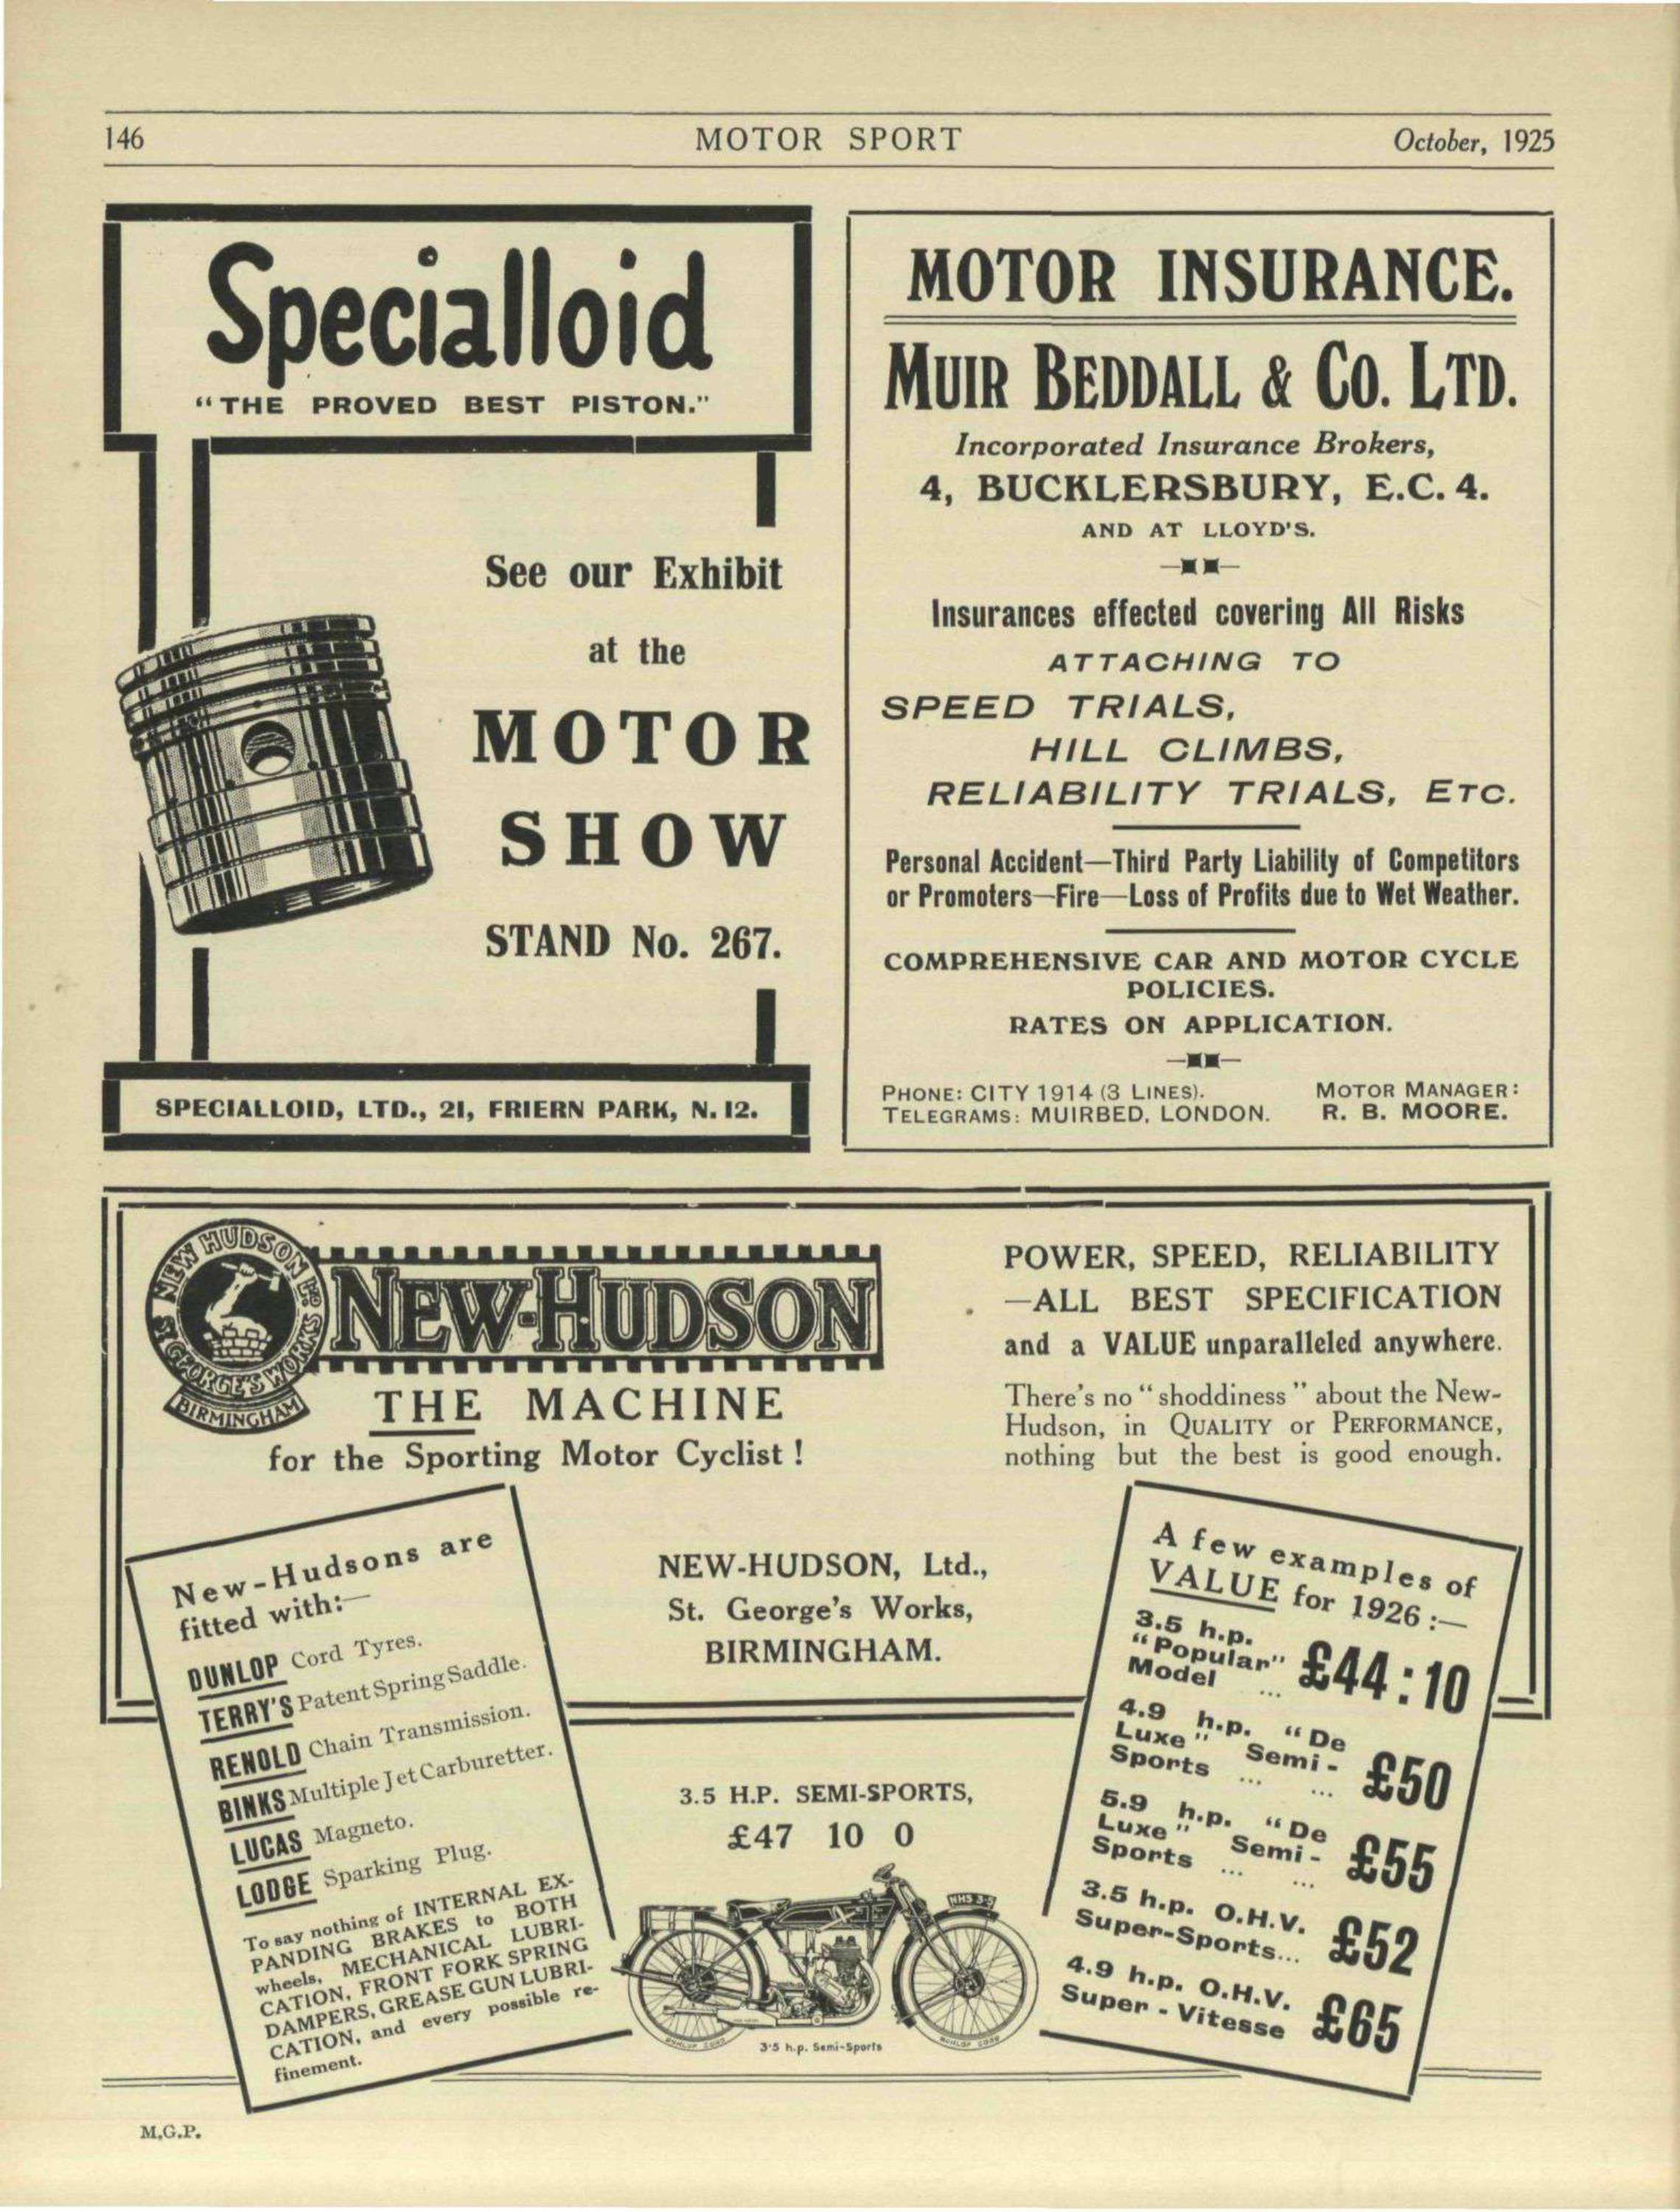 146 MOTOR SPORT October, 1925
Specialloid
"THE PROVED BEST PISTON."
See our Exhibit
at the
MOTOR
SHOW
STAND No. 267.
SPECIALLOID, LTD., 21, FRIERN PARK, N. 12.
MOTOR INSURANCE.
MUIR BEDDALL & CO. LTD.
Incorporated Insurance Brokers,
4, BUCKLERSBURY, E.C. 4.
AND AT LLOYD'S.
Insurances effected covering All Risks
ATTACHING TO
SPEED TRIALS,
HILL CLIMBS,
RELIABILITY TRIALS, ETC.
Personal Accident—Third Party Liability of Competitors
or Promoters—Fire—Loss of Profits due to Wet Weather.
COMPREHENSIVE CAR AND MOTOR CYCLE
POLICIES.
RATES ON APPLICATION.
PHONE: CITY 1914 (3 LINES).
TELEGRAMS: MUIRBED, LONDON.
MOTOR MANAGER:
R. B. MOORE.
NEW HUDSON LTD.
ST GEORGE'S WORKS
BIRMINGHAM
NEW-HUDSON
THE MACHINE
for the Sporting Motor Cyclist !
POWER, SPEED, RELIABILITY
—ALL BEST SPECIFICATION
and a VALUE unparalleled anywhere.
There's no "shoddiness" about the New-
Hudson, in QUALITY or PERFORMANCE,
nothing but the best is good enough.
New-Hudsons are
fitted with:—
DUNLOP Cord Tyres.
TERRY'S Patent Spring Saddle.
RENOLD Chain Transmission.
BINKS Multiple Jet Carburetter.
LUCAS Magneto.
LODGE Sparking Plug.
To say nothing of INTERNAL EX-
PANDING BRAKES to BOTH
wheels, MECHANICAL LUBRI-
CATION, FRONT FORK SPRING
DAMPERS, GREASE GUN LUBRI-
CATION, and every possible re-
finement.
NEW-HUDSON, Ltd.,
St. George's Works,
BIRMINGHAM.
3.5 H.P. SEMI-SPORTS,
£47 10 0
NHS 3.5
DUNLOP CORD
DUNLOP CORD
3·5 h.p. Semi-Sports
A few examples of
VALUE for 1926 :—
3.5 h.p.
"Popular"
Model ... £44 : 10
4.9 h.p. "De
Luxe" Semi-
Sports ... ... £50
5.9 h.p. "De
Luxe" Semi-
Sports ... ... £55
3.5 h.p. O.H.V.
Super-Sports... £52
4.9 h.p. O.H.V.
Super - Vitesse £65
M.G.P.